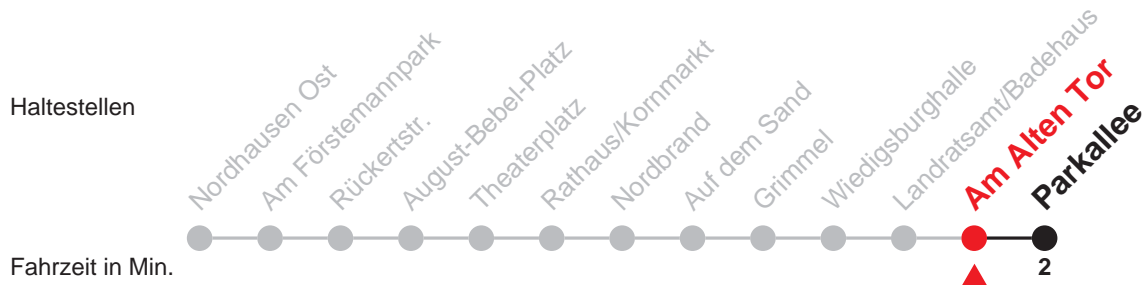 Haltestellen
Nordhausen Ost
Am Förstemannpark
Rückertstr.
August-Bebel-Platz
Theaterplatz
Rathaus/Kornmarkt
Nordbrand
Auf dem Sand
Grimmel
Wiedigsburghalle
Landratsamt/Badehaus
Am Alten Tor
Parkallee
Fahrzeit in Min.
2